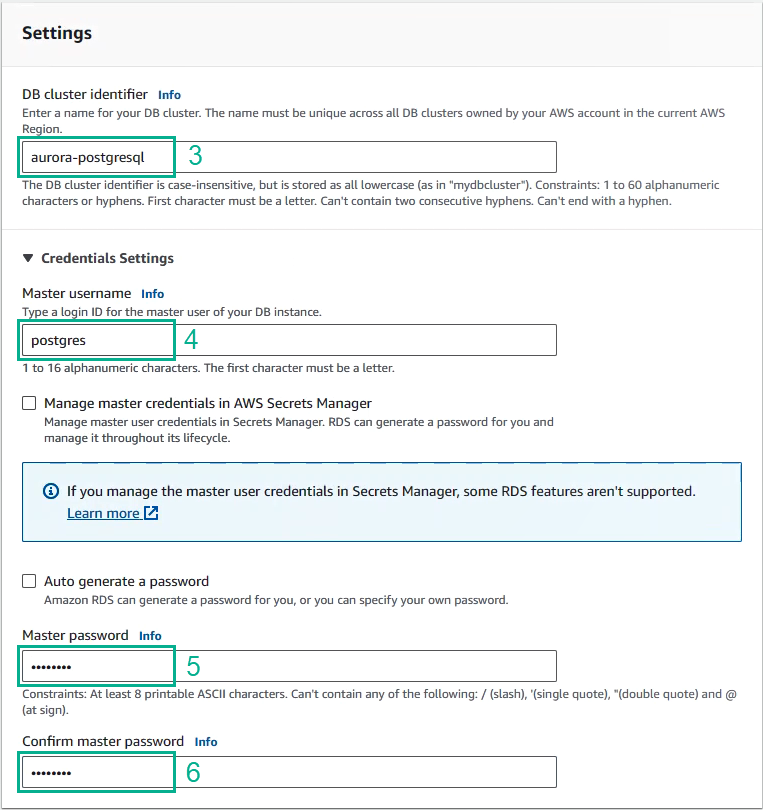 Settings
DB cluster identifier Info
Enter a name for your DB cluster. The name must be unique across all DB clusters owned by your AWS account in the current AWS
Region.
aurora-postgresql 3
The DB cluster identifier is case-insensitive, but is stored as all lowercase (as in "mydbcluster"). Constraints: 1 to 60 alphanumeric
characters or hyphens. First character must be a letter. Can't contain two consecutive hyphens. Can't end with a hyphen.
▼ Credentials Settings
Master username Info
Type a login ID for the master user of your DB instance.
postgres 4
1 to 16 alphanumeric characters. The first character must be a letter.
Manage master credentials in AWS Secrets Manager
Manage master user credentials in Secrets Manager. RDS can generate a password for you and
manage it throughout its lifecycle.
If you manage the master user credentials in Secrets Manager, some RDS features aren't supported.
Learn more
Auto generate a password
Amazon RDS can generate a password for you, or you can specify your own password.
Master password Info
•••••••• 5
Constraints: At least 8 printable ASCII characters. Can't contain any of the following: / (slash), '(single quote), "(double quote) and @
(at sign).
Confirm master password Info
•••••••• 6